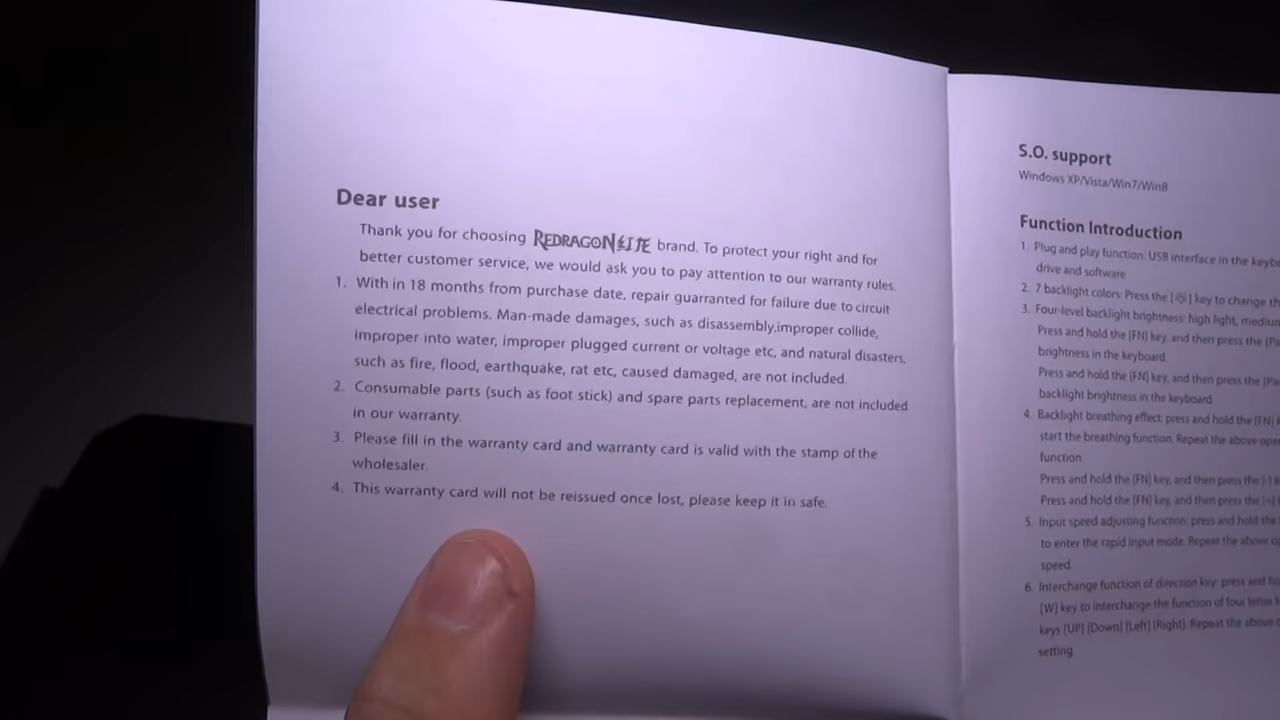 Dear user
Thank you for choosing REDRAGON brand. To protect your right and for
better customer service, we would ask you to pay attention to our warranty rules.
1. With in 18 months from purchase date, repair guarranted for failure due to circuit
electrical problems. Man-made damages, such as disassembly,improper collide,
improper into water, improper plugged current or voltage etc, and natural disasters,
such as fire, flood, earthquake, rat etc, caused damaged, are not included.
2. Consumable parts (such as foot stick) and spare parts replacement, are not included
in our warranty.
3. Please fill in the warranty card and warranty card is valid with the stamp of the
wholesaler.
4. This warranty card will not be reissued once lost, please keep it in safe.
S.O. support
Windows XP/Vista/Win7/Win8
Function Introduction
1. Plug and play function. USB interface in the
drive and software.
2. 7 backlight colors: Press the [ ] key to change
3. Four-level backlight brightness: high light, medium
Press and hold the [FN] key, and then press the
brightness in the keyboard.
Press and hold the [FN] key, and then press the
backlight brightness in the keyboard.
4. Backlight breathing effect: press and hold the [FN]
start the breathing function. Repeat the above
function.
Press and hold the [FN] key, and then press the [-]
Press and hold the [FN] key, and then press the
5. Input speed adjusting function: press and hold the
to enter the rapid input mode. Repeat the above
speed.
6. Interchange function of direction key: press and
[W] key to interchange the function of four letter
keys [UP] [Down] [Left] [Right]. Repeat the above
setting.